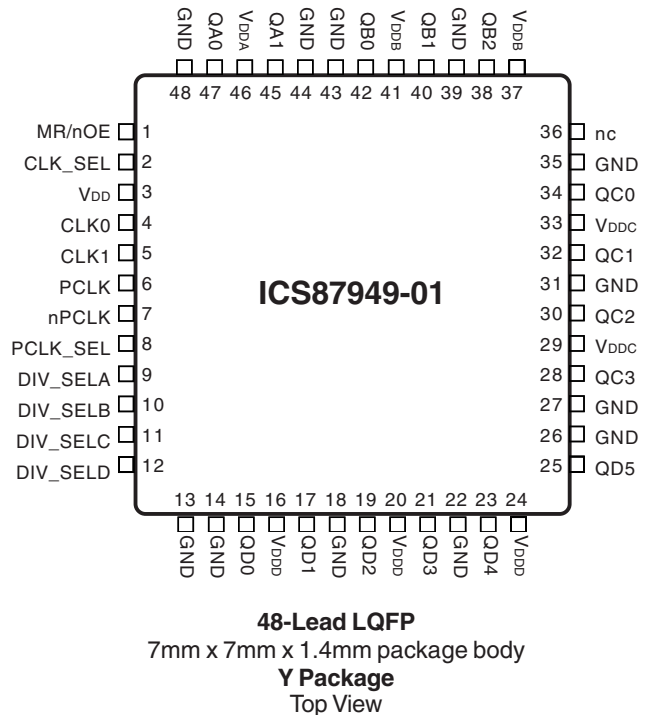 GND QA0 VDDA QA1 GND GND QB0 VDDB QB1 GND QB2 VDDB
48 47 46 45 44 43 42 41 40 39 38 37
MR/nOE 1
CLK_SEL 2
VDD 3
CLK0 4
CLK1 5
PCLK 6
nPCLK 7
PCLK_SEL 8
DIV_SELA 9
DIV_SELB 10
DIV_SELC 11
DIV_SELD 12
ICS87949-01
36 nc
35 GND
34 QC0
33 VDDC
32 QC1
31 GND
30 QC2
29 VDDC
28 QC3
27 GND
26 GND
25 QD5
13 14 15 16 17 18 19 20 21 22 23 24
GND GND QD0 VDDD QD1 GND QD2 VDDD QD3 GND QD4 VDDD
48-Lead LQFP
7mm x 7mm x 1.4mm package body
Y Package
Top View